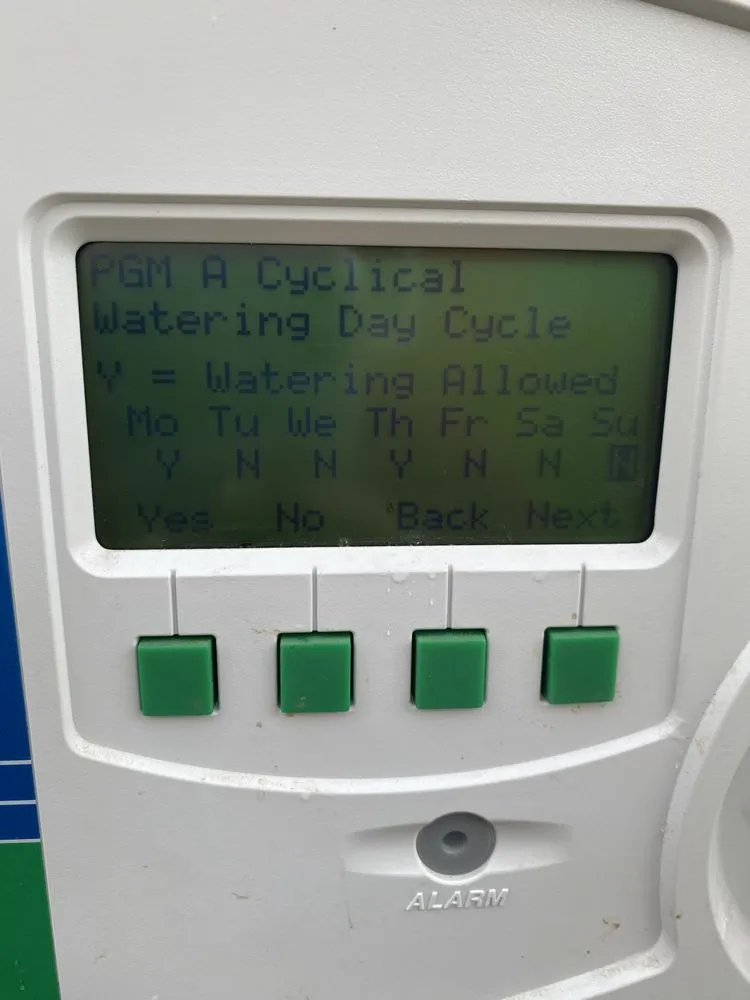 PGM A Cyclical
Watering Day Cycle
Y = Watering Allowed
Mo Tu We Th Fr Sa Su
Y N N Y N N N
Yes No Back Next
ALARM